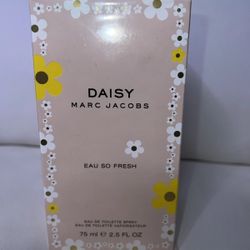 DAISY
MARC JACOBS
EAU SO FRESH
EAU DE TOILETTE SPRAY
EAU DE TOILETTE VAPORISATEUR
75 ml ℮ 2.5 FL OZ